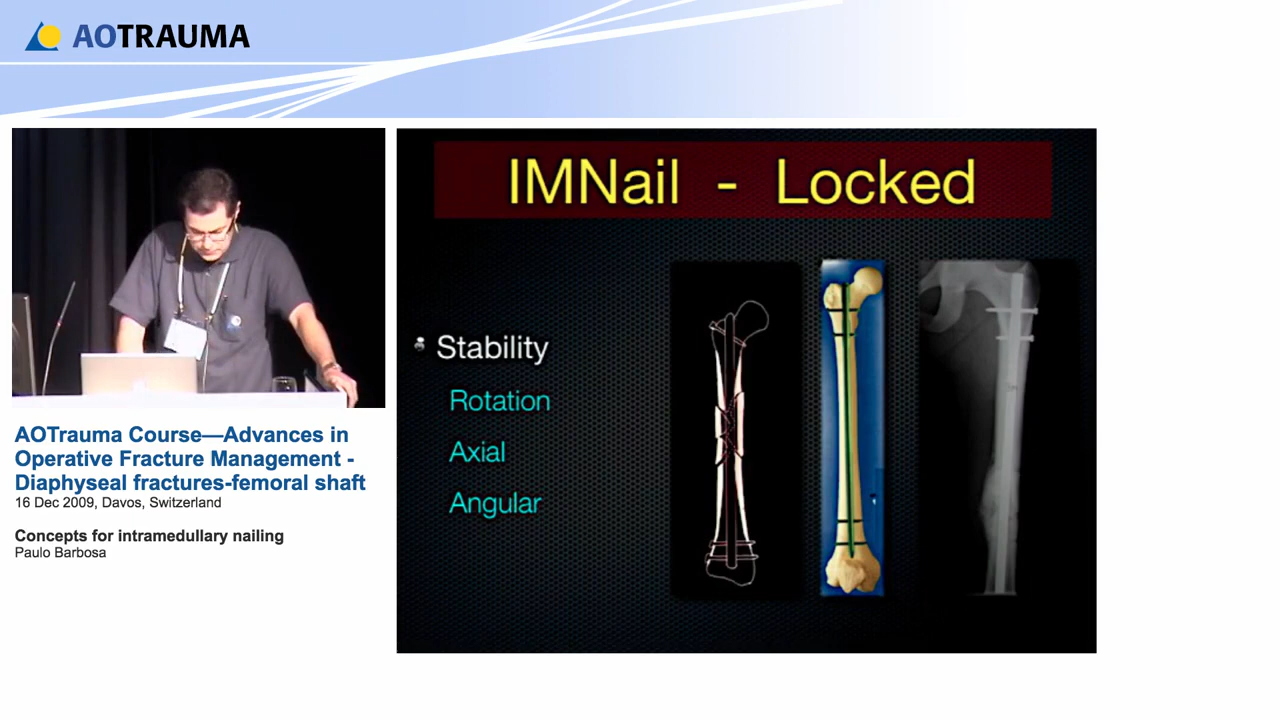 AOTRAUMA
IMNail - Locked
Stability
Rotation
Axial
Angular
AOTrauma Course—Advances in
Operative Fracture Management -
Diaphyseal fractures-femoral shaft
16 Dec 2009, Davos, Switzerland
Concepts for intramedullary nailing
Paulo Barbosa